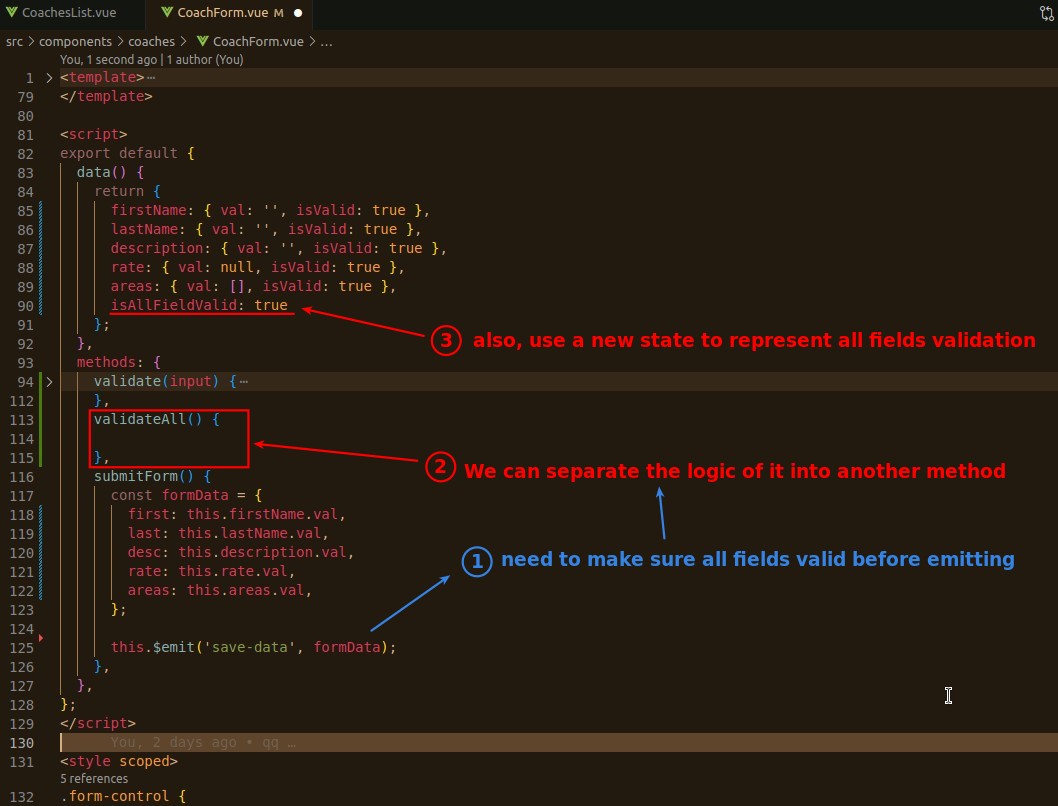 CoachesList.vue CoachForm.vue M
src > components > coaches > CoachForm.vue > ...
You, 1 second ago | 1 author (You)
1 > <template>⋯
79 </template>
80
81 <script>
82 export default {
83 data() {
84 return {
85 firstName: { val: '', isValid: true },
86 lastName: { val: '', isValid: true },
87 description: { val: '', isValid: true },
88 rate: { val: null, isValid: true },
89 areas: { val: [], isValid: true },
90 isAllFieldValid: true
91 };
③ also, use a new state to represent all fields validation
92 },
93 methods: {
94 > validate(input) {⋯
112 },
113 validateAll() {
114
115 },
② We can separate the logic of it into another method
116 submitForm() {
117 const formData = {
118 first: this.firstName.val,
119 last: this.lastName.val,
120 desc: this.description.val,
① need to make sure all fields valid before emitting
121 rate: this.rate.val,
122 areas: this.areas.val,
123 };
124
125 this.$emit('save-data', formData);
126 },
127 },
128 };
129 </script>
130 You, 2 days ago • qq …
131 <style scoped>
5 references
132 .form-control {